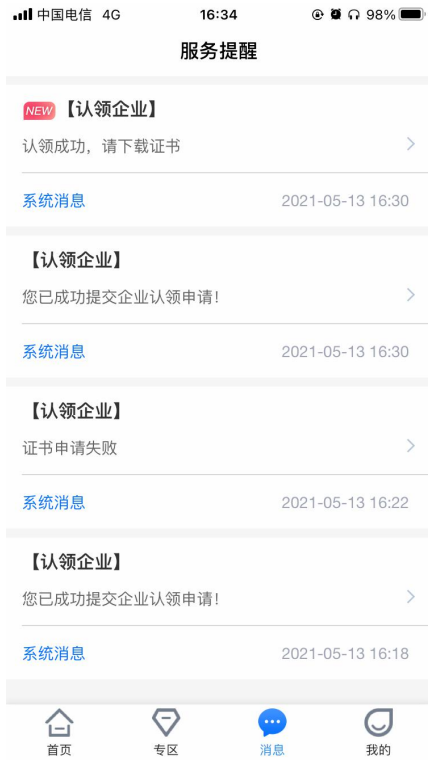 中国电信 4G 16:34 98%
服务提醒
NEW 【认领企业】
认领成功，请下载证书
系统消息 2021-05-13 16:30
【认领企业】
您已成功提交企业认领申请！
系统消息 2021-05-13 16:30
【认领企业】
证书申请失败
系统消息 2021-05-13 16:22
【认领企业】
您已成功提交企业认领申请！
系统消息 2021-05-13 16:18
首页 专区 消息 我的